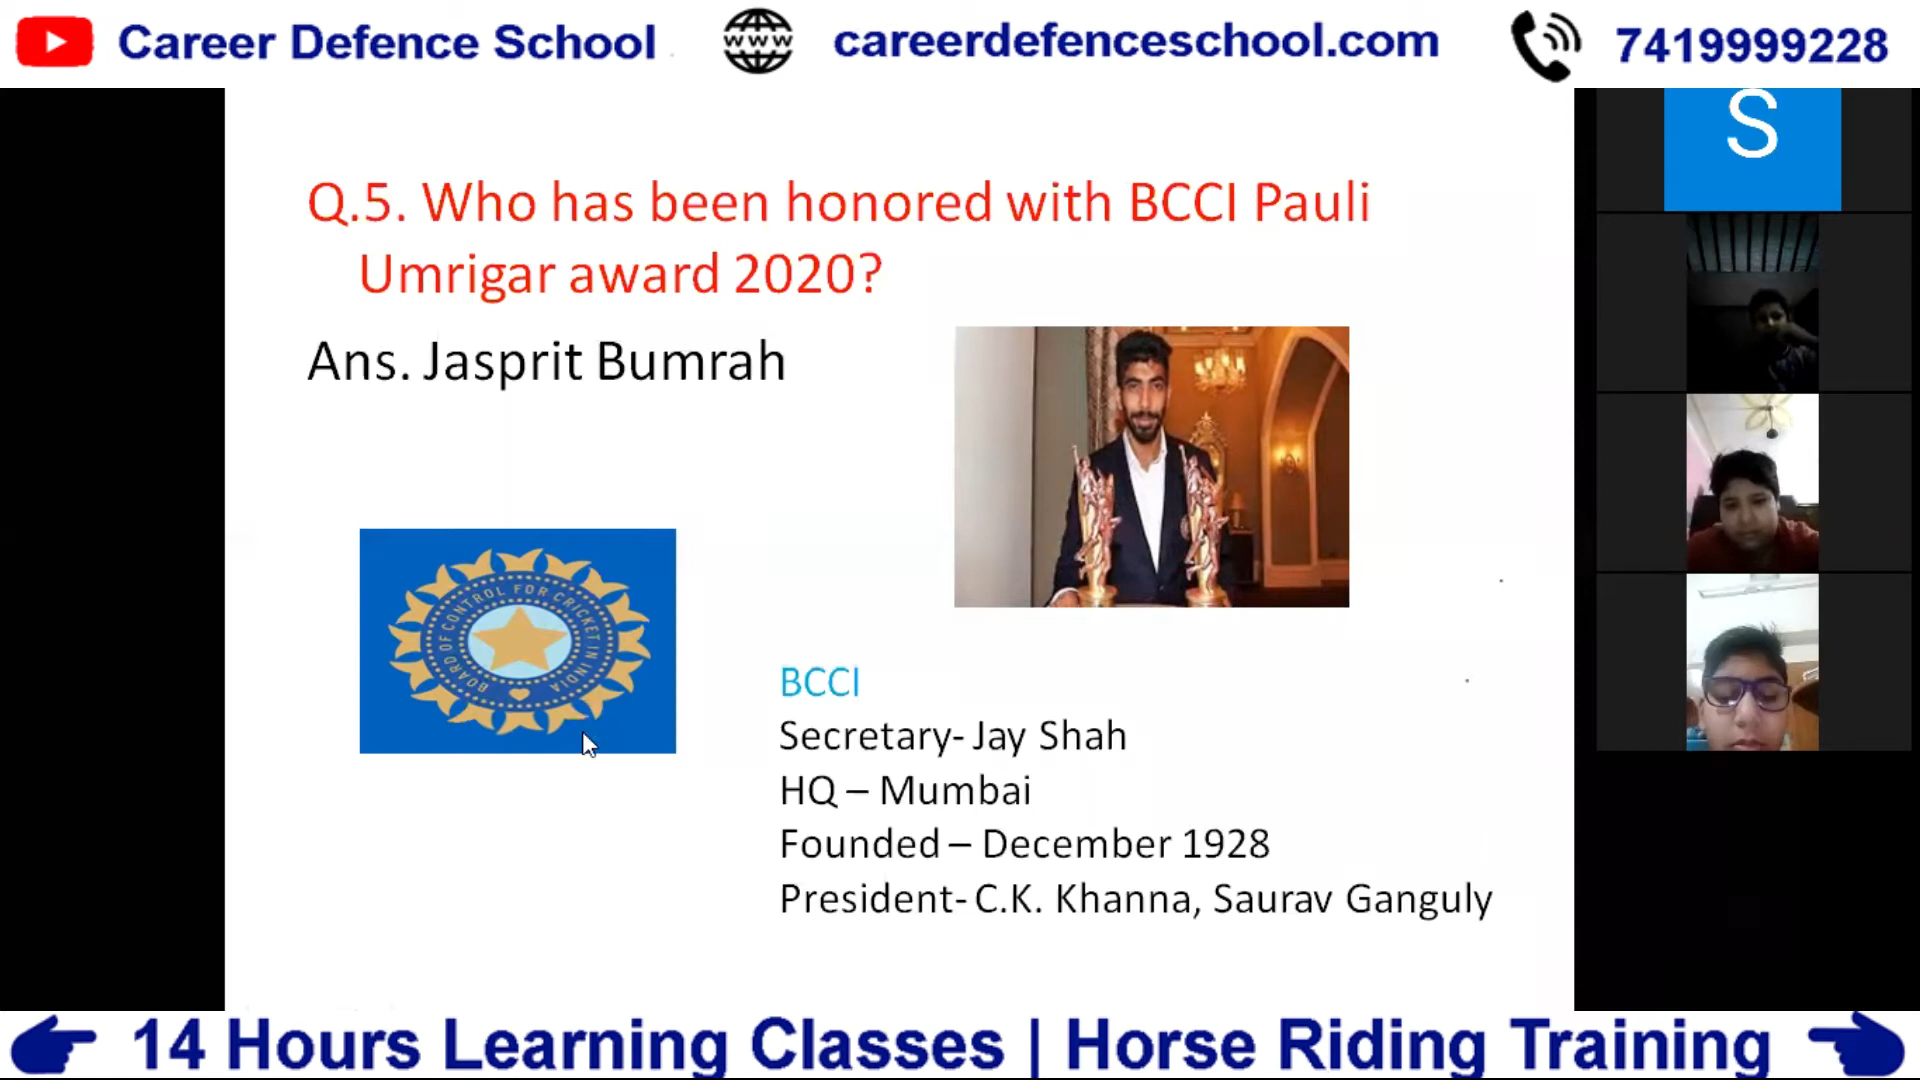 Career Defence School
WWW
careerdefenceschool.com
7419999228
S
Q.5. Who has been honored with BCCI Pauli
Umrigar award 2020?
Ans. Jasprit Bumrah
BOARD OF CONTROL FOR CRICKET IN INDIA
BCCI
Secretary- Jay Shah
HQ – Mumbai
Founded – December 1928
President- C.K. Khanna, Saurav Ganguly
14 Hours Learning Classes | Horse Riding Training